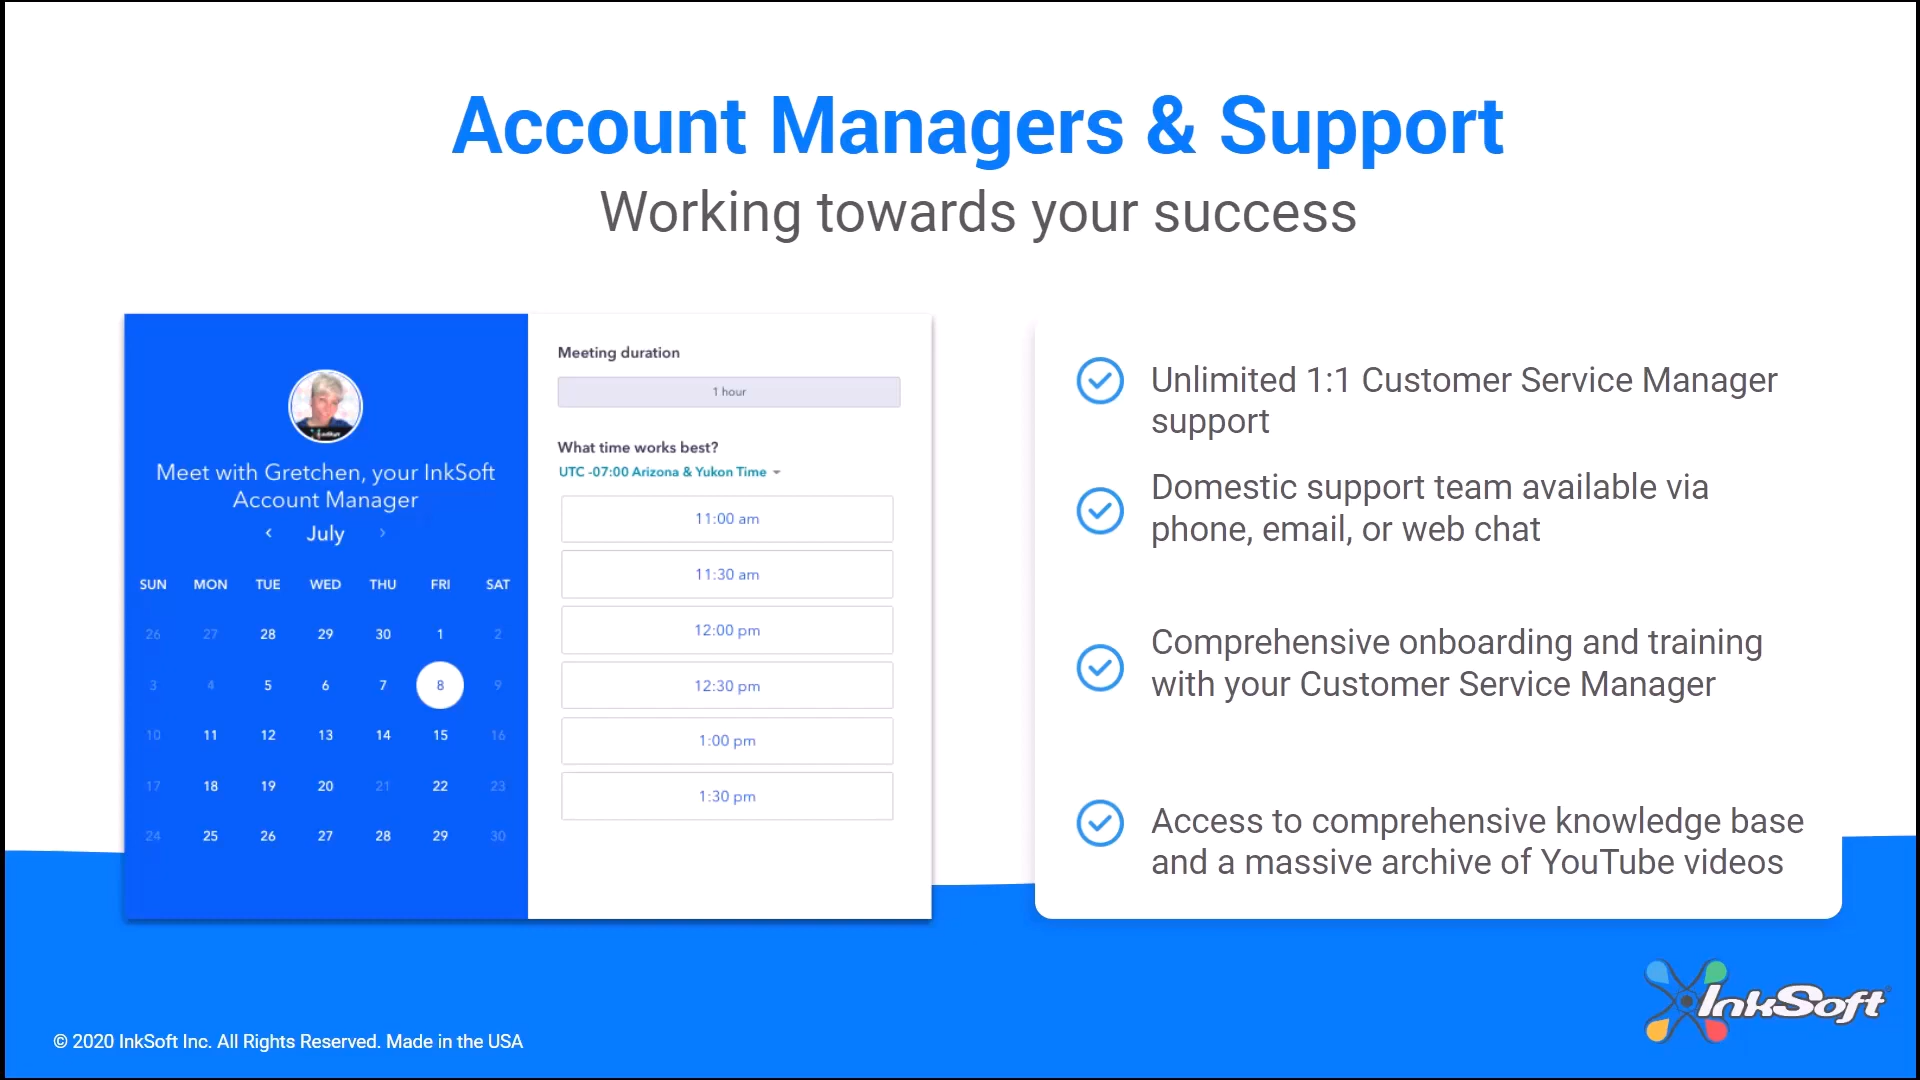 Account Managers & Support
Working towards your success
Meet with Gretchen, your InkSoft
Account Manager
‹ July ›
SUN MON TUE WED THU FRI SAT
26 27 28 29 30 1 2
3 4 5 6 7 8 9
10 11 12 13 14 15 16
17 18 19 20 21 22 23
24 25 26 27 28 29 30
Meeting duration
1 hour
What time works best?
UTC -07:00 Arizona & Yukon Time
11:00 am
11:30 am
12:00 pm
12:30 pm
1:00 pm
1:30 pm
Unlimited 1:1 Customer Service Manager
support
Domestic support team available via
phone, email, or web chat
Comprehensive onboarding and training
with your Customer Service Manager
Access to comprehensive knowledge base
and a massive archive of YouTube videos
InkSoft
© 2020 InkSoft Inc. All Rights Reserved. Made in the USA